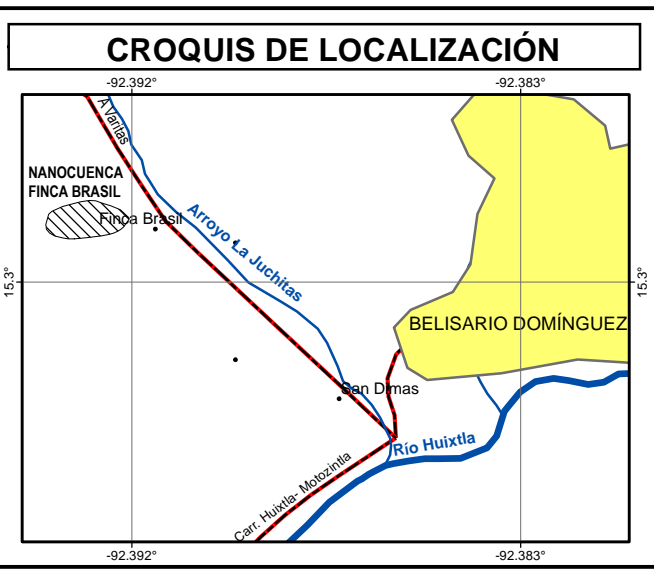 CROQUIS DE LOCALIZACIÓN
-92.392°
-92.383°
A Varitas
NANOCUENCA
FINCA BRASIL
Finca Brasil
Arroyo La Juchitas
15.3°
15.3°
BELISARIO DOMÍNGUEZ
San Dimas
Río Huixtla
Carr. Huixtla- Motozintla
-92.392°
-92.383°